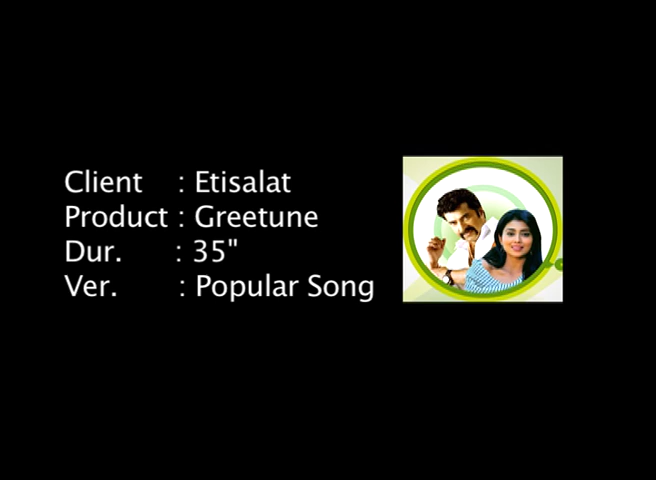 Client : Etisalat
Product : Greetune
Dur. : 35"
Ver. : Popular Song